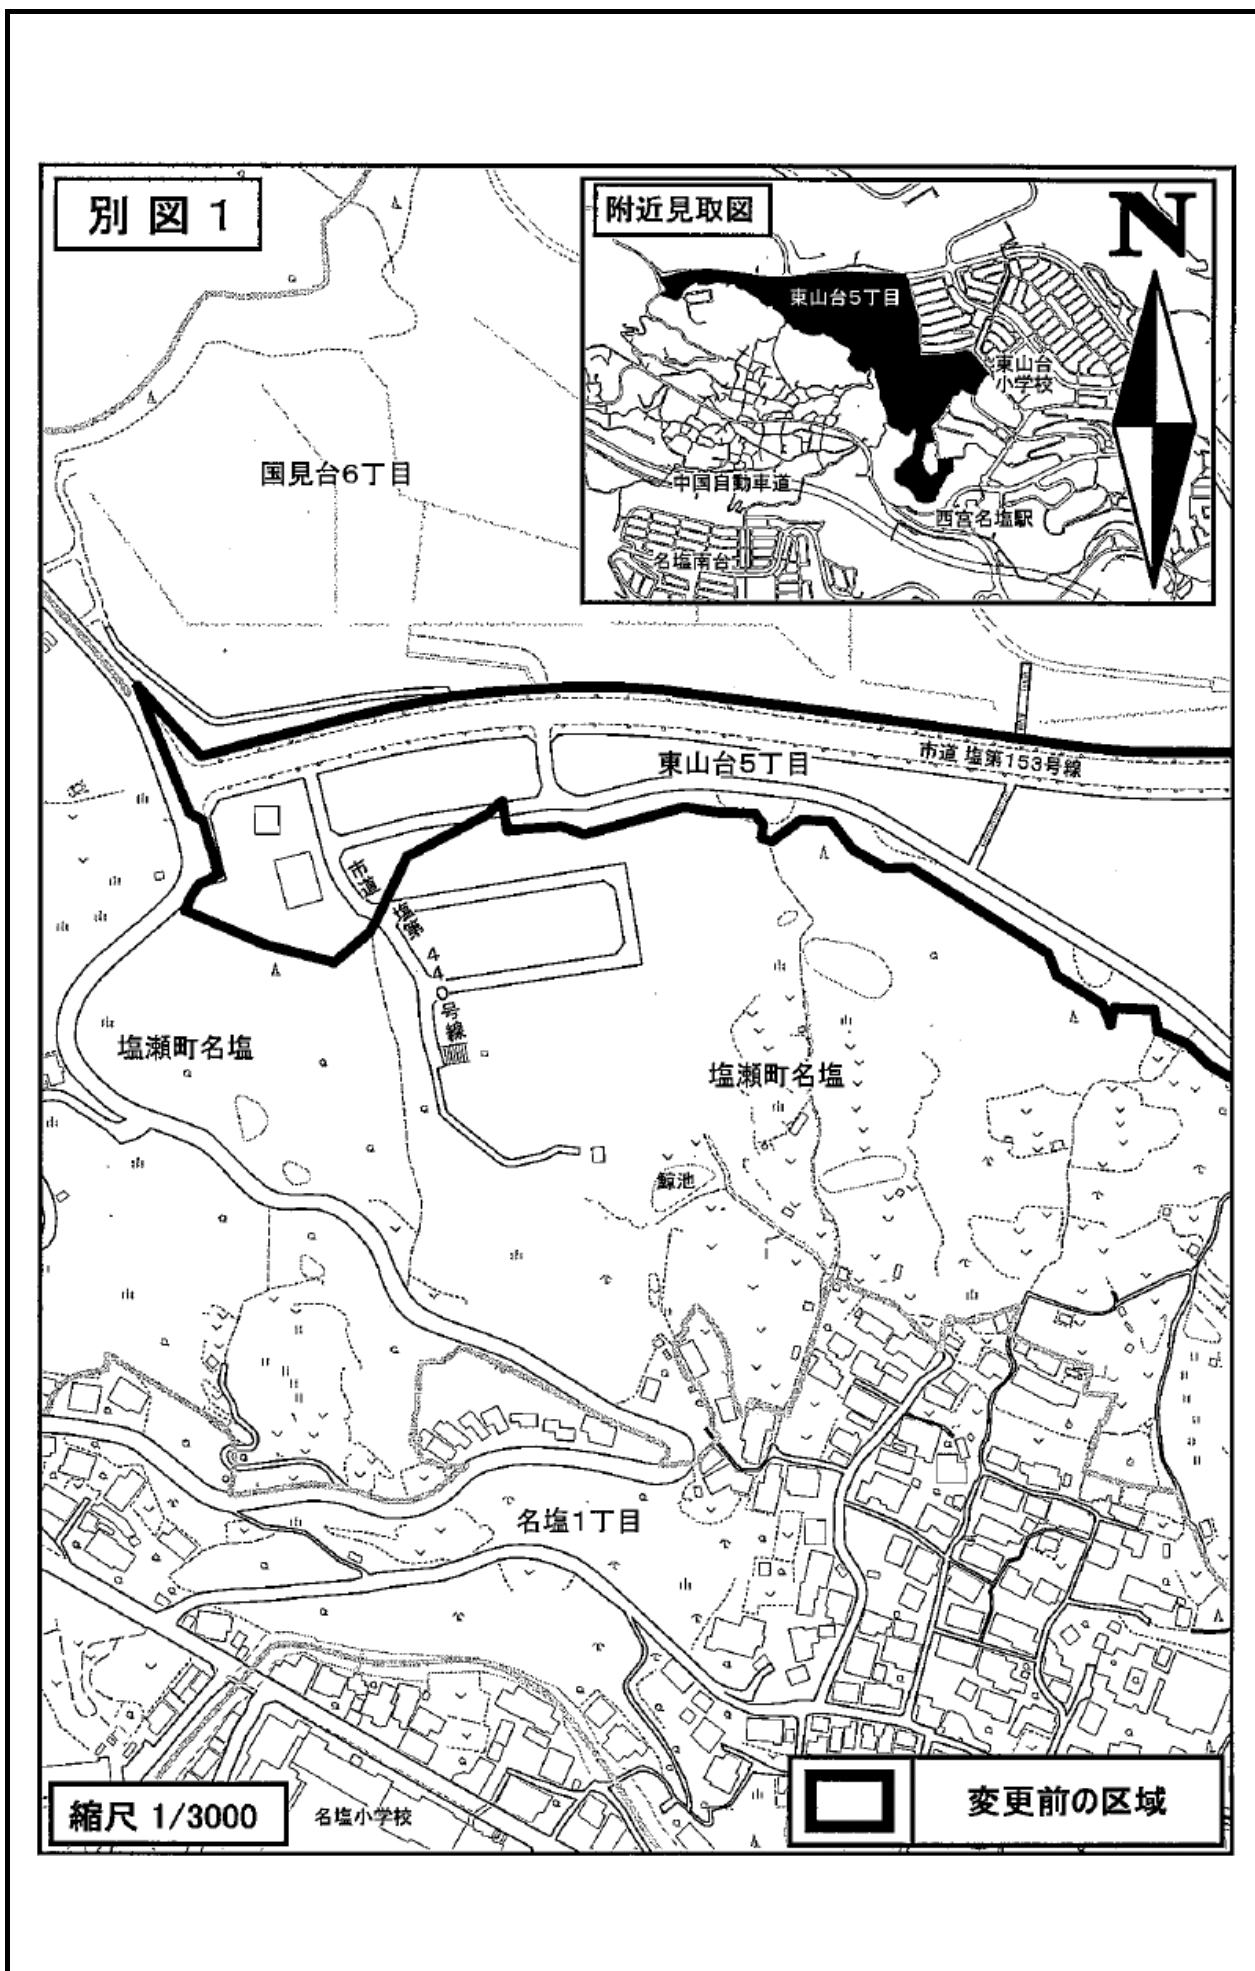 別図1
附近見取図
N
東山台5丁目
東山台
小学校
中国自動車道
西宮名塩駅
名塩南台
国見台6丁目
東山台5丁目
市道 塩第153号線
市道 塩第44号線
塩瀬町名塩
塩瀬町名塩
鯨池
名塩1丁目
縮尺 1/3000
名塩小学校
変更前の区域